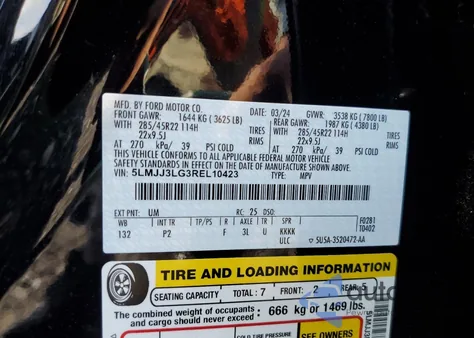 MFD. BY FORD MOTOR CO. 03/24 GVWR: 3538 KG (7800 LB)
FRONT GAWR: 1644 KG (3625 LB) REAR GAWR: 1987 KG (4380 LB)
WITH 285/45R22 114H TIRES WITH 285/45R22 114H TIRES
22x9.5J RIMS 22x9.5J RIMS
AT 270 kPa/ 39 PSI COLD AT 270 kPa/ 39 PSI COLD
THIS VEHICLE CONFORMS TO ALL APPLICABLE FEDERAL MOTOR VEHICLE
SAFETY STANDARDS IN EFFECT ON THE DATE OF MANUFACTURE SHOWN ABOVE.
VIN: 5LMJJ3LG3REL10423 TYPE: MPV
EXT PNT: UM RC: 25 DSO: F0281
WB INT TR TP/PS R AXLE TR SPR T0402
132 P2 F 3L U KKKK
ULC 5USA-3520472-AA
TIRE AND LOADING INFORMATION
SEATING CAPACITY TOTAL: 7 FRONT: 2 REAR: 5
The combined weight of occupants and cargo should never exceed : 666 kg or 1469 lbs.
COLD TIRE PRESSURE SEE OWNERS